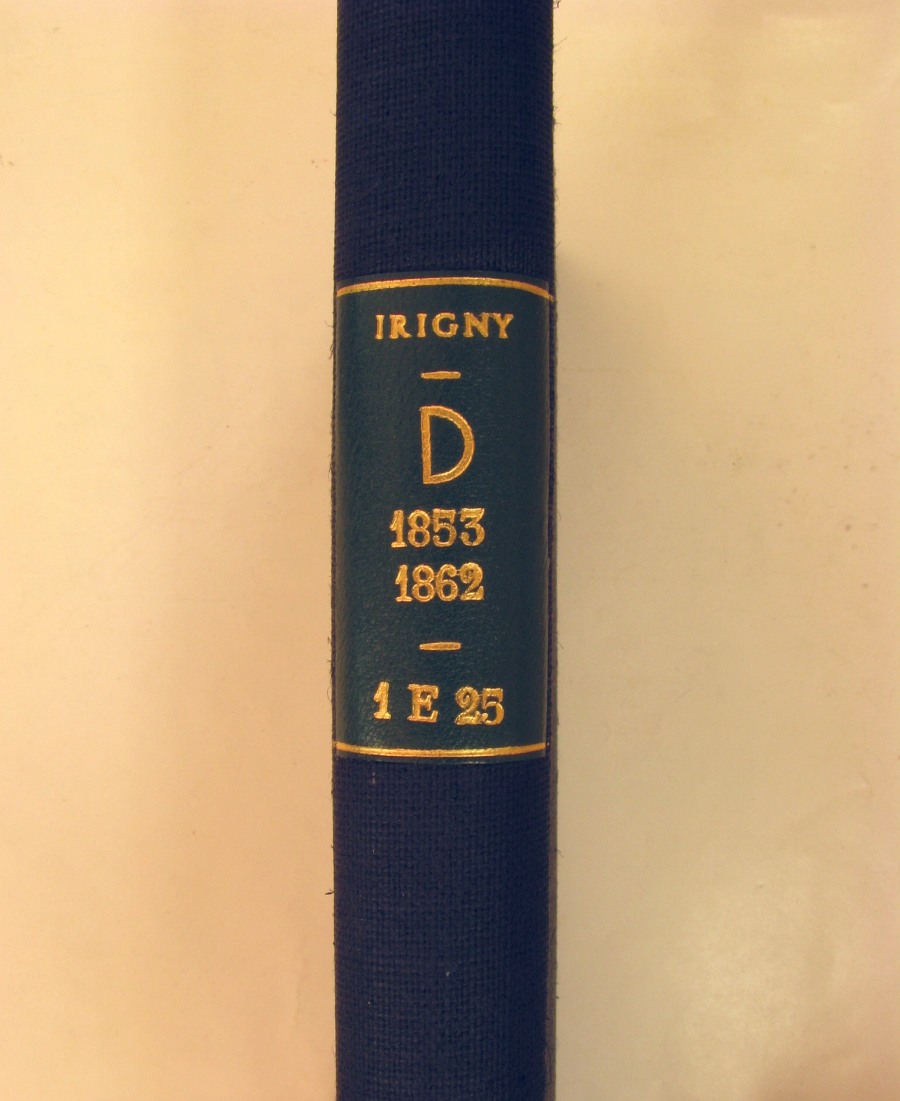 IRIGNY
—
D
1853
1862
—
1 E 25